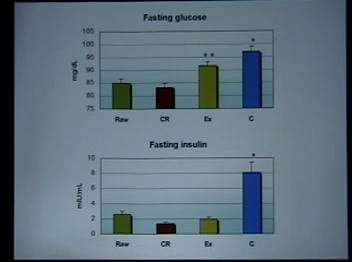 Fasting glucose
105
100
95
90
85
80
75
mg/dL
* *
*
Raw CR Ex C
Fasting insulin
10
8
6
4
2
0
mIU/mL
*
Raw CR Ex C